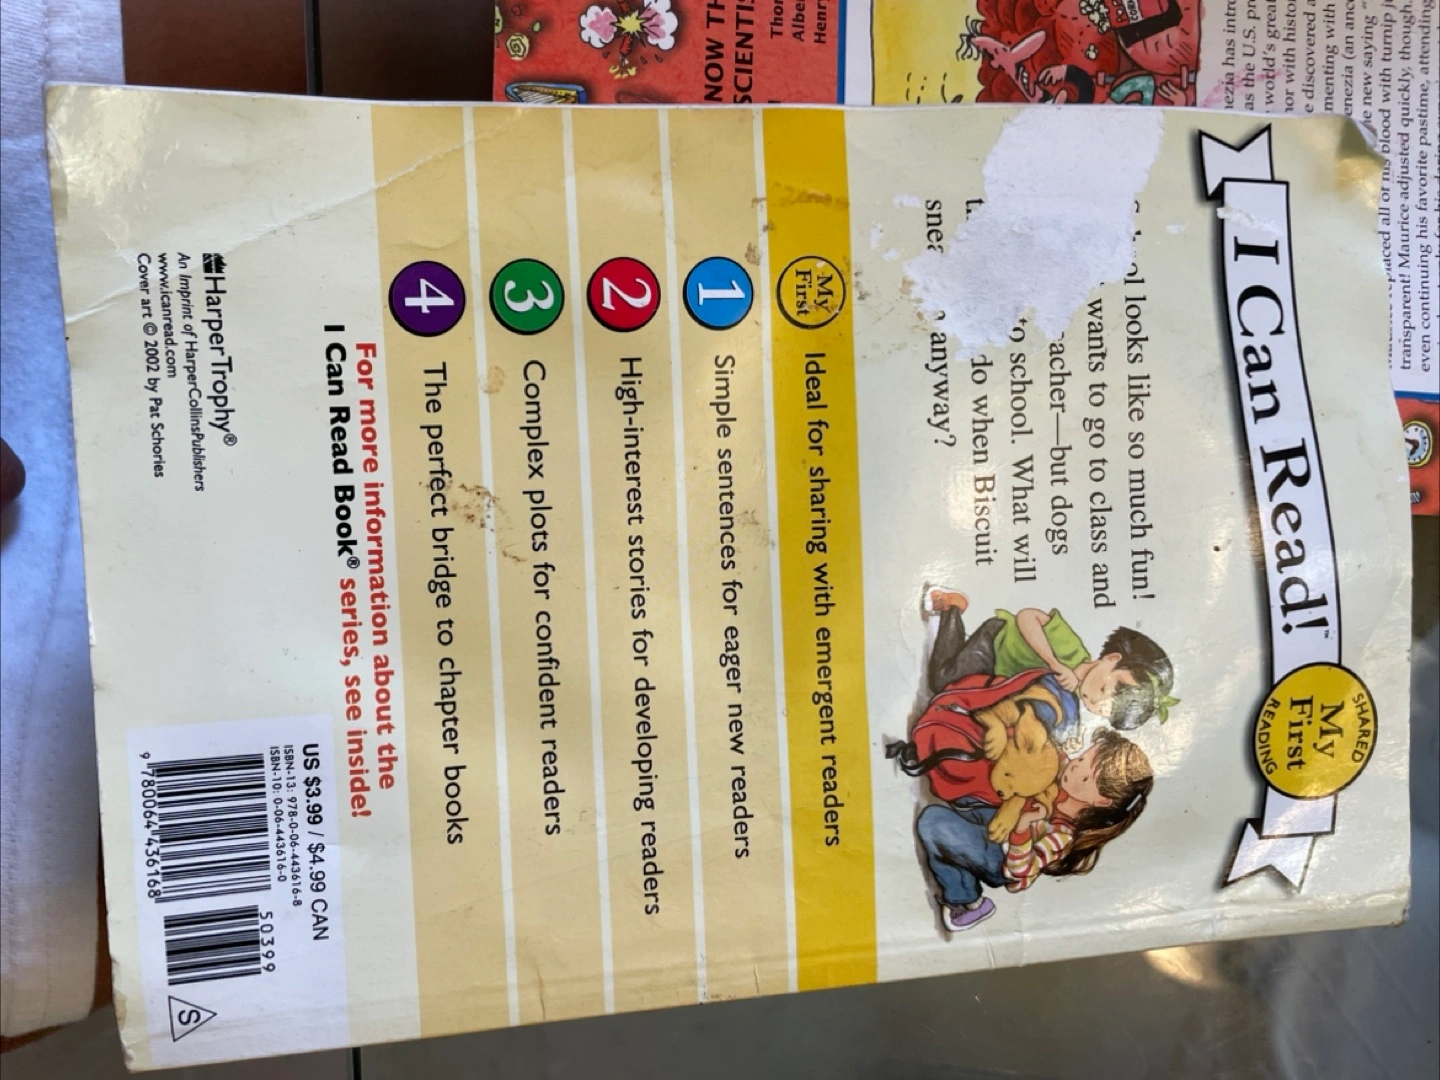 I Can Read!™
SHARED
My
First
READING
looks like so much fun!
wants to go to class and
but dogs
to school. What will
do when Biscuit
anyway?
My
First
Ideal for sharing with emergent readers
1
Simple sentences for eager new readers
2
High-interest stories for developing readers
3
Complex plots for confident readers
4
The perfect bridge to chapter books
For more information about the
I Can Read Book® series, see inside!
HarperTrophy®
An Imprint of HarperCollinsPublishers
www.icanread.com
Cover art © 2002 by Pat Schories
US $3.99 / $4.99 CAN
ISBN-13: 978-0-06-443616-8
ISBN-10: 0-06-443616-0
50399
9 780064 436168
S
even continuing his favorite pastime, attending
transparent! Maurice adjusted quickly, though,
new saying